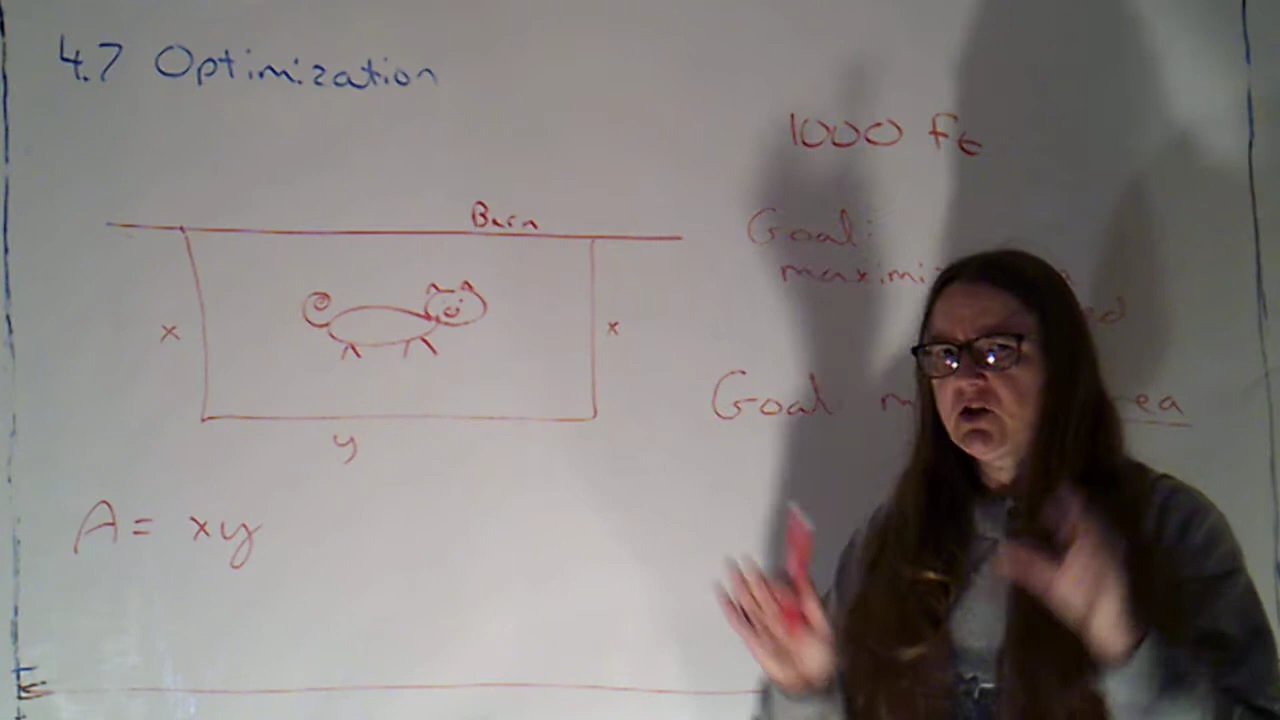 4.7 Optimization
1000 ft
Barn
Goal:
x
x
Goal
y
A = xy